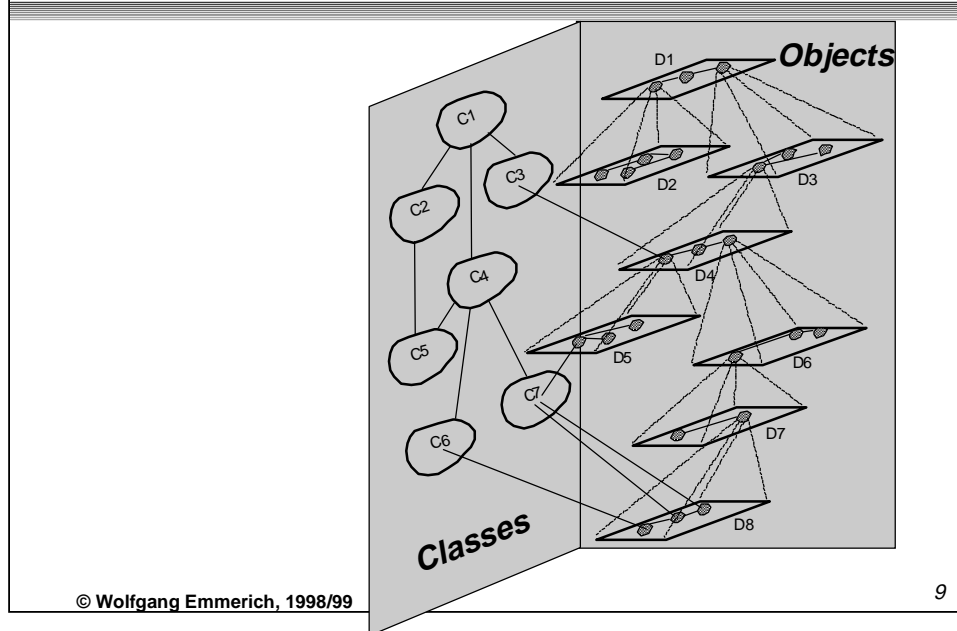 Objects
D1
C1
D2
D3
C3
C2
D4
C4
D5
D6
C5
C7
D7
C6
D8
Classes
© Wolfgang Emmerich, 1998/99
9